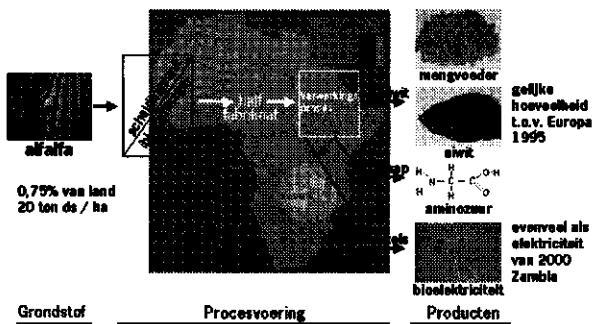 alfalfa
0,75% van land
20 ton ds / ha
half
fabrikaat
mengvoeder
eiwit
gelijke
hoeveelheid
t.o.v. Europa
1995
H H O-H
H N C C
H O
aminozuur
bioelektriciteit
evenveel als
elektriciteit
van 2000
Zambia
Grondstof
Procesvoering
Producten